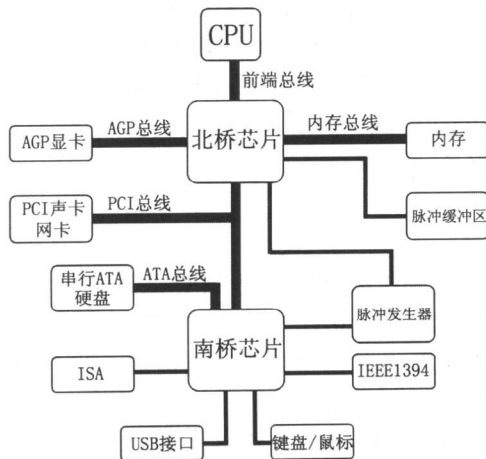 CPU
前端总线
AGP总线
内存总线
AGP显卡
北桥芯片
内存
PCI声卡
网卡
PCI总线
脉冲缓冲区
串行ATA
硬盘
ATA总线
脉冲发生器
南桥芯片
ISA
IEEE1394
USB接口
键盘/鼠标